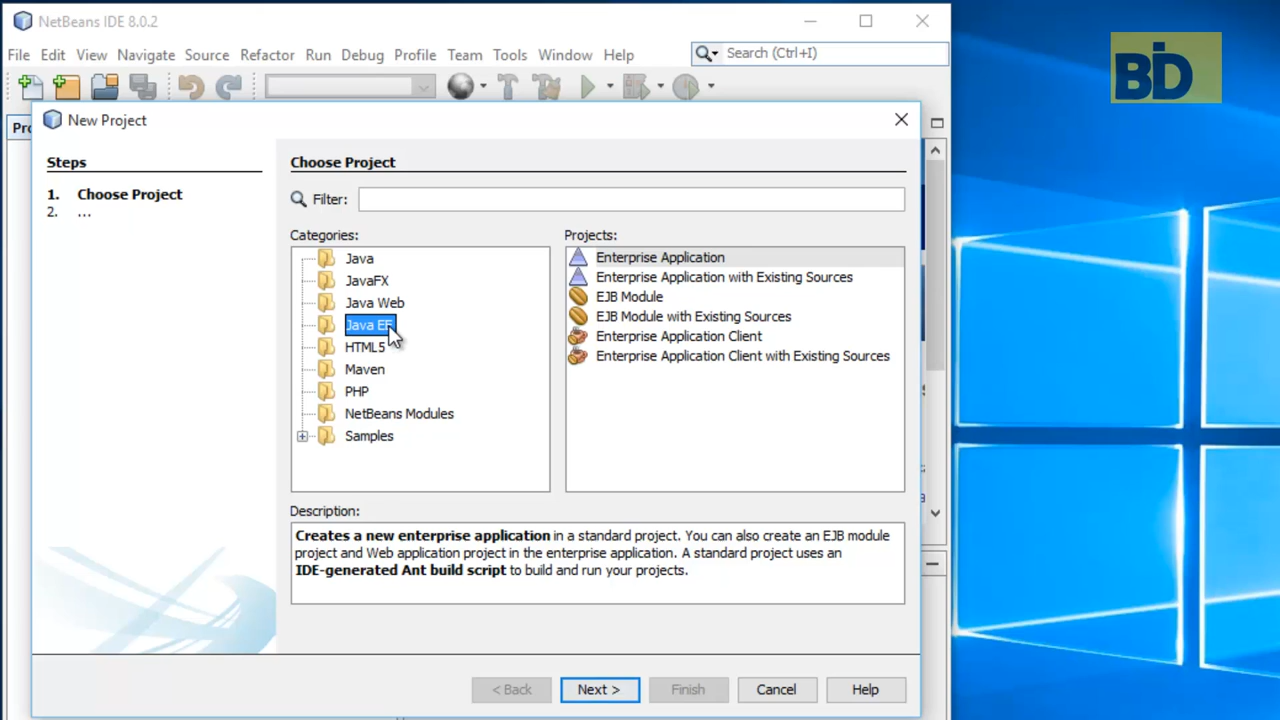 NetBeans IDE 8.0.2
File Edit View Navigate Source Refactor Run Debug Profile Team Tools Window Help
Search (Ctrl+I)
BID
New Project
Steps
1. Choose Project
2. ...
Choose Project
Filter:
Categories:
Java
JavaFX
Java Web
Java EE
HTML5
Maven
PHP
NetBeans Modules
Samples
Projects:
Enterprise Application
Enterprise Application with Existing Sources
EJB Module
EJB Module with Existing Sources
Enterprise Application Client
Enterprise Application Client with Existing Sources
Description:
Creates a new enterprise application in a standard project. You can also create an EJB module
project and Web application project in the enterprise application. A standard project uses an
IDE-generated Ant build script to build and run your projects.
< Back
Next >
Finish
Cancel
Help